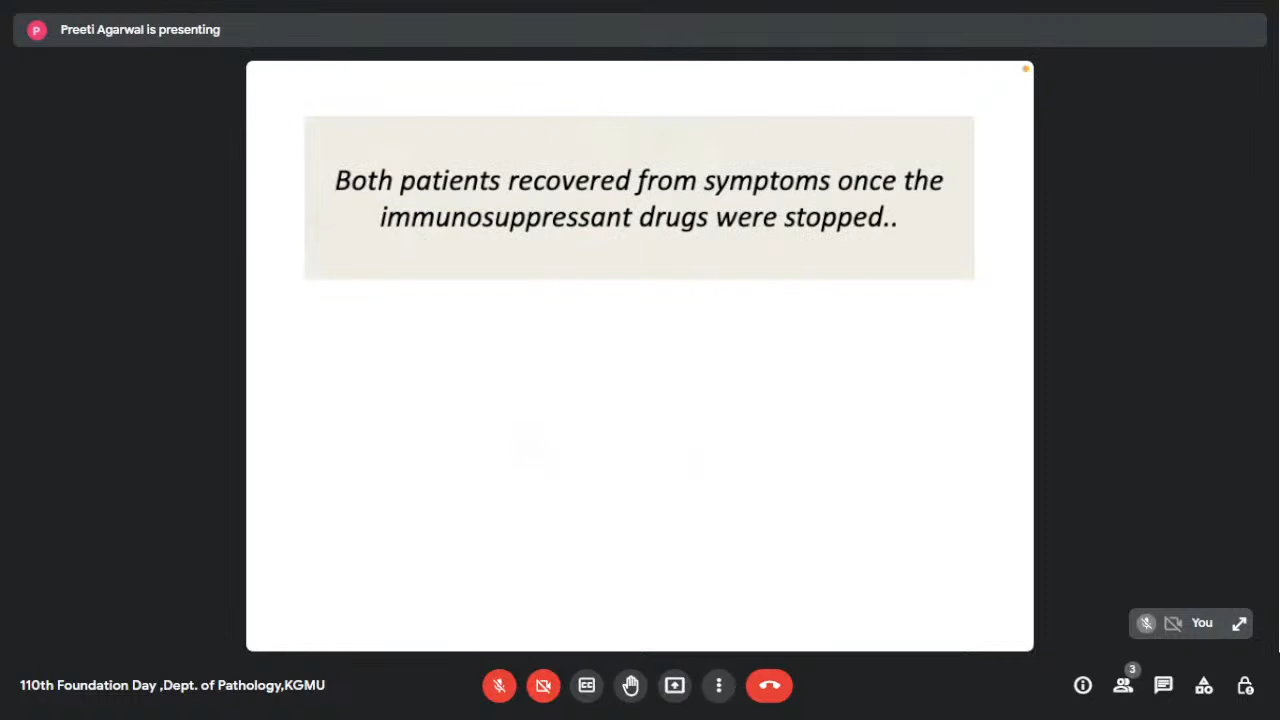 P
Preeti Agarwal is presenting
Both patients recovered from symptoms once the
immunosuppressant drugs were stopped..
You
110th Foundation Day ,Dept. of Pathology,KGMU
3